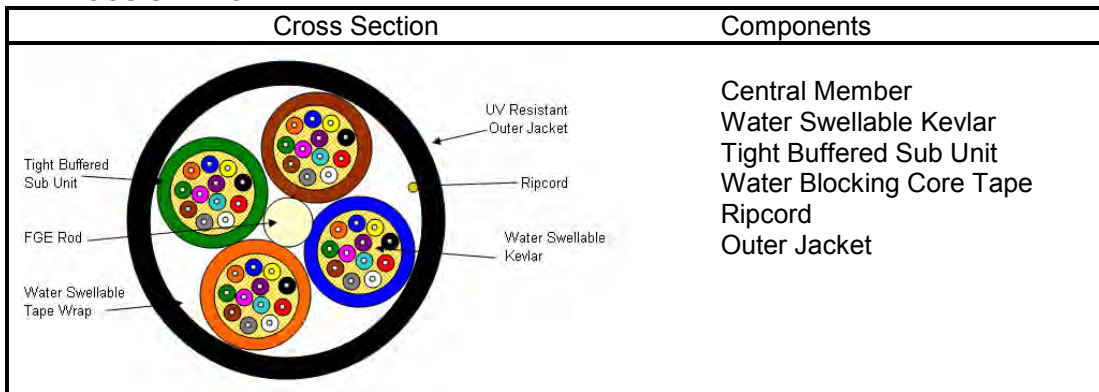 Cross Section
Components
UV Resistant
Outer Jacket
Tight Buffered
Sub Unit
Ripcord
FGE Rod
Water Swellable
Kevlar
Water Swellable
Tape Wrap
Central Member
Water Swellable Kevlar
Tight Buffered Sub Unit
Water Blocking Core Tape
Ripcord
Outer Jacket